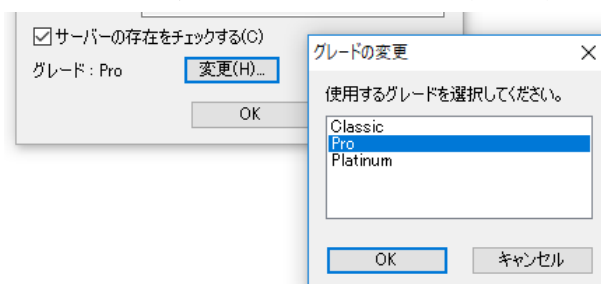 サーバーの存在をチェックする(C)
グレード : Pro
変更(H)...
OK
グレードの変更
使用するグレードを選択してください。
Classic
Pro
Platinum
OK
キャンセル